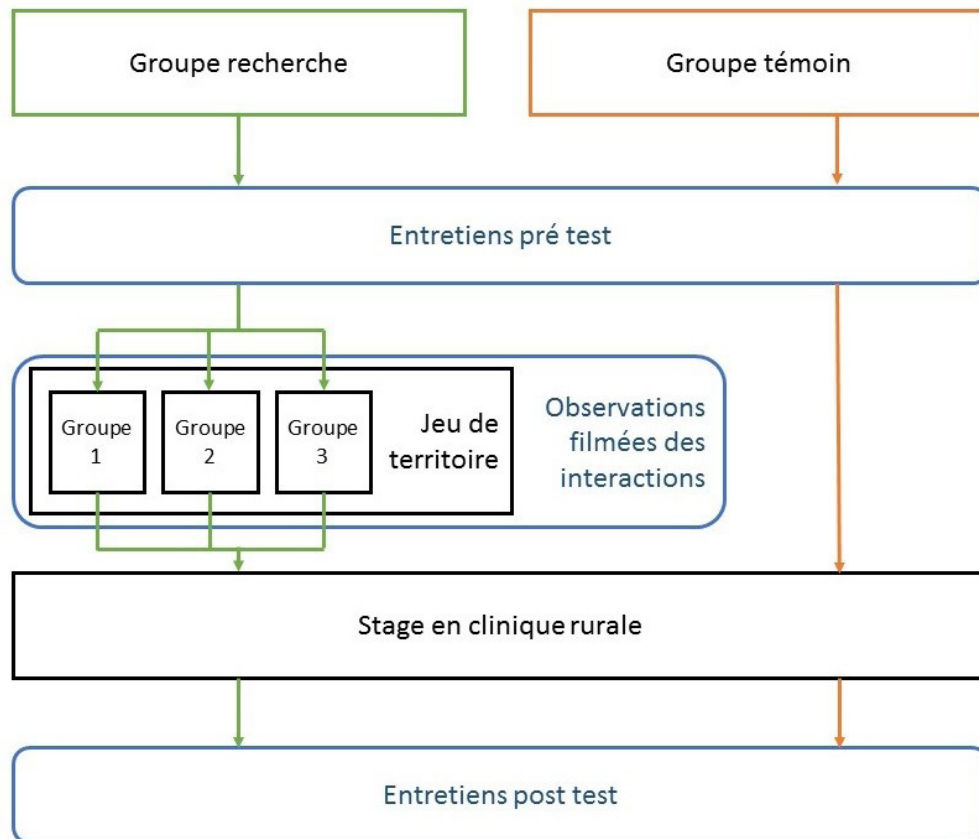 Groupe recherche
Groupe témoin
Entretiens pré test
Groupe
1
Groupe
2
Groupe
3
Jeu de
territoire
Observations
filmées des
interactions
Stage en clinique rurale
Entretiens post test